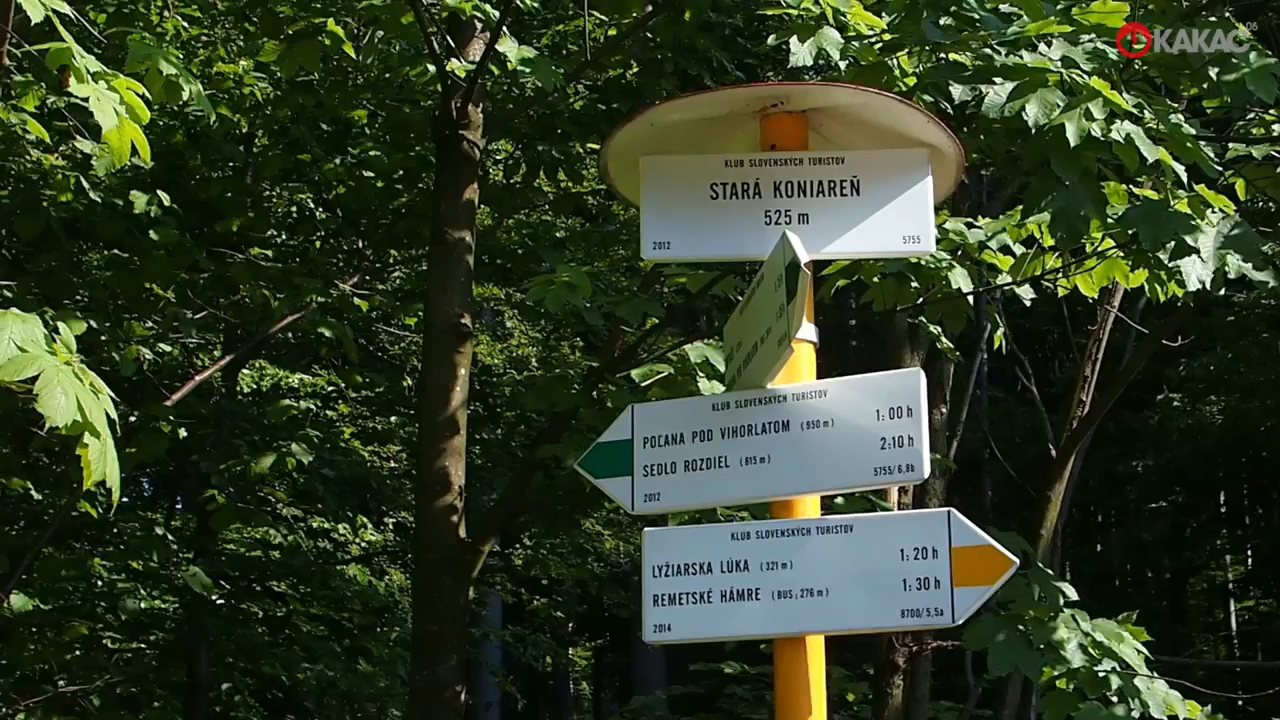 KAKAC
KLUB SLOVENSKÝCH TURISTOV
STARÁ KONIAREŇ
525 m
2012 5755
KLUB SLOVENSKÝCH TURISTOV
POĽANA POD VIHORLATOM (950 m) 1:00 h
SEDLO ROZDIEL (615 m) 2:10 h
2012 5755/6,8b
KLUB SLOVENSKÝCH TURISTOV
LYŽIARSKA LÚKA (321 m) 1:20 h
REMETSKÉ HÁMRE (BUS; 276 m) 1:30 h
2014 8700/5,5a